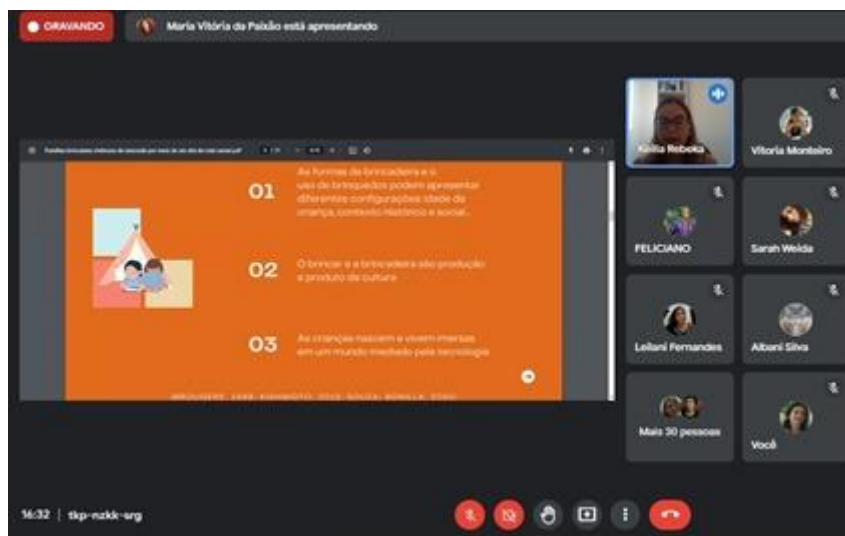 GRAVANDO
Maria Vitória da Paixão está apresentando
01
As formas de brincadeira e o
uso de brinquedos podem apresentar
diferentes configurações: idade da
criança, contexto histórico e social.
02
O brincar e a brincadeira são produção
e produto da cultura
03
As crianças nascem e vivem imersas
em um mundo mediado pela tecnologia
Keilla Rebeka
Vitoria Monteiro
FELICIANO
Sarah Welda
Leilani Fernandes
Albani Silva
Mais 30 pessoas
Você
16:32 | tkp-nzkk-srg